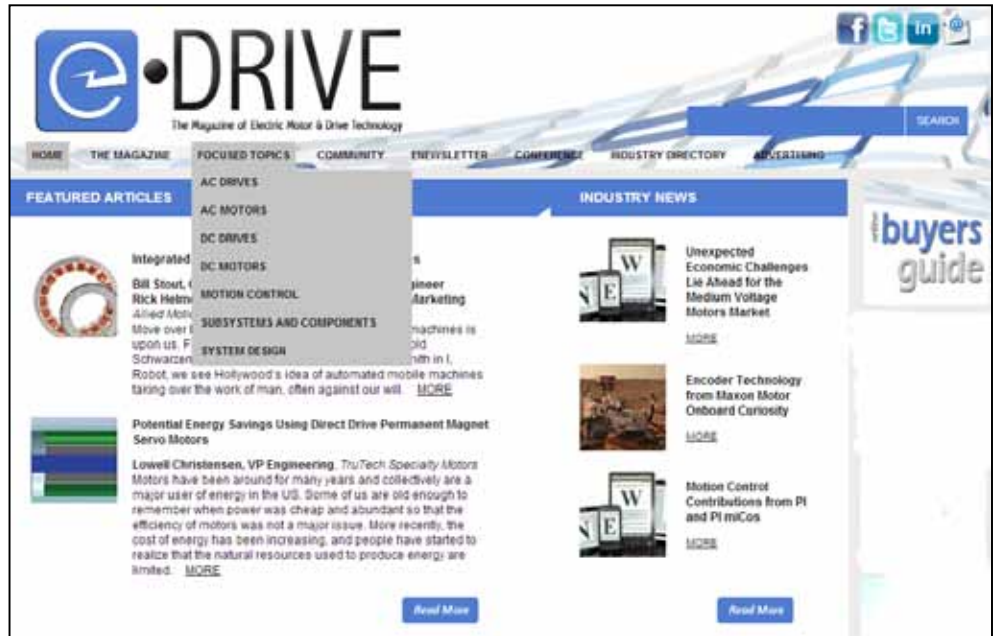 e•DRIVE
The Magazine of Electric Motor & Drive Technology
SEARCH
HOME THE MAGAZINE FOCUSED TOPICS COMMUNITY ENEWSLETTER CONFERENCE INDUSTRY DIRECTORY ADVERTISING
AC DRIVES
AC MOTORS
DC DRIVES
DC MOTORS
MOTION CONTROL
SUBSYSTEMS AND COMPONENTS
SYSTEM DESIGN
FEATURED ARTICLES
Integrated
Bill Stout,
Rick Helm
Marketing
Move over
machines is
upon us. F
Robot, we see Hollywood's idea of automated mobile machines
taking over the work of man, often against our will. MORE
Potential Energy Savings Using Direct Drive Permanent Magnet
Servo Motors
Lowell Christensen, VP Engineering, TruTech Specialty Motors
Motors have been around for many years and collectively are a
major user of energy in the US. Some of us are old enough to
remember when power was cheap and abundant so that the
efficiency of motors was not a major issue. More recently, the
cost of energy has been increasing, and people have started to
realize that the natural resources used to produce energy are
limited. MORE
Read More
INDUSTRY NEWS
W
N E
Unexpected
Economic Challenges
Lie Ahead for the
Medium Voltage
Motors Market
MORE
Encoder Technology
from Maxon Motor
Onboard Curiosity
MORE
W
N E
Motion Control
Contributions from PI
and PI miCos
MORE
Read More
online
buyers
guide